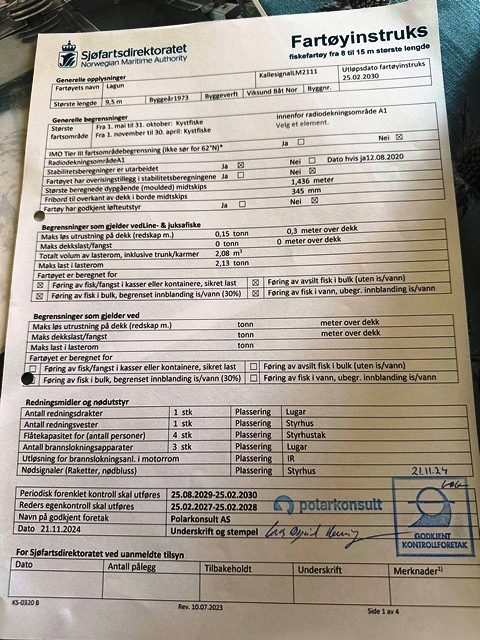 Sjøfartsdirektoratet
Norwegian Maritime Authority
Fartøyinstruks
fiskefartøy fra 8 til 15 m største lengde
Generelle opplysninger
Fartøyets navn Lagun KallesignalLM2111 Utløpsdato fartøyinstruks
25.02.2030
Største lengde 9,5 m Byggeår1973 Byggeverft Viksund Båt Nor Byggnr.
Generelle begrensninger
Største fartsområde Fra 1. mai til 31. oktober: Kystfiske innenfor radiodekningsområde A1
Fra 1. november til 30. april: Kystfiske Velg et element.
IMO Tier III fartsområdebegrensning (ikke sør for 62°N)* Ja ☐ Nei ☒
RadiodekningsområdeA1
Stabilitetsberegninger er utarbeidet Ja ☒ Nei ☐ Dato hvis ja12.08.2020
Fartøyet har overisingstillegg i stabilitetsberegningene Ja ☐ Nei ☒
Største beregnede dypgående (moulded) midtskips 1,436 meter
Fribord til overkant av dekk i borde midtskips 345 mm
Fartøy har godkjent løfteutstyr Ja ☐ Nei ☒
Begrensninger som gjelder vedLine- & juksafiske
Maks løs utrustning på dekk (redskap m.) 0,15 tonn 0,3 meter over dekk
Maks dekkslast/fangst 0 tonn 0 meter over dekk
Totalt volum av lasterom, inklusive trunk/karmer 2,08 m³
Maks last i lasterom 2,13 tonn
Fartøyet er beregnet for
☒ Føring av fisk/fangst i kasser eller kontainere, sikret last ☒ Føring av avsilt fisk i bulk (uten is/vann)
☒ Føring av fisk i bulk, begrenset innblanding is/vann (30%) ☒ Føring av fisk i vann, ubegr. innblanding is/vann
Begrensninger som gjelder ved
Maks løs utrustning på dekk (redskap m.) tonn meter over dekk
Maks dekkslast/fangst tonn meter over dekk
Maks last i lasterom tonn
Fartøyet er beregnet for
☐ Føring av fisk/fangst i kasser eller kontainere, sikret last ☐ Føring av avsilt fisk i bulk (uten is/vann)
Føring av fisk i bulk, begrenset innblanding is/vann (30%) ☐ Føring av fisk i vann, ubegr. innblanding is/vann
Redningsmidler og nødutstyr
Antall redningsdrakter 1 stk Plassering Lugar
Antall redningsvester 1 stk Plassering Styrhus
Flåtekapasitet for (antall personer) 4 stk Plassering Styrhustak
Antall brannslokningsapparater 3 stk Plassering Lugar
Utløsning for brannslokningsanl. i motorrom Plassering IR
Nødsignaler (Raketter, nødbluss) Plassering Styrhus
21.11.24
Periodisk forenklet kontroll skal utføres 25.08.2029-25.02.2030
Reders egenkontroll skal utføres 25.02.2027-25.02.2028
polarkonsult
Navn på godkjent foretak Polarkonsult AS
Dato 21.11.2024 Underskrift og stempel
GODKJENT
KONTROLLFORETAK
For Sjøfartsdirektoratet ved uanmeldte tilsyn
Dato Antall pålegg Tilbakeholdt Underskrift Merknader¹⁾
KS-0320 B Rev. 10.07.2023 Side 1 av 4